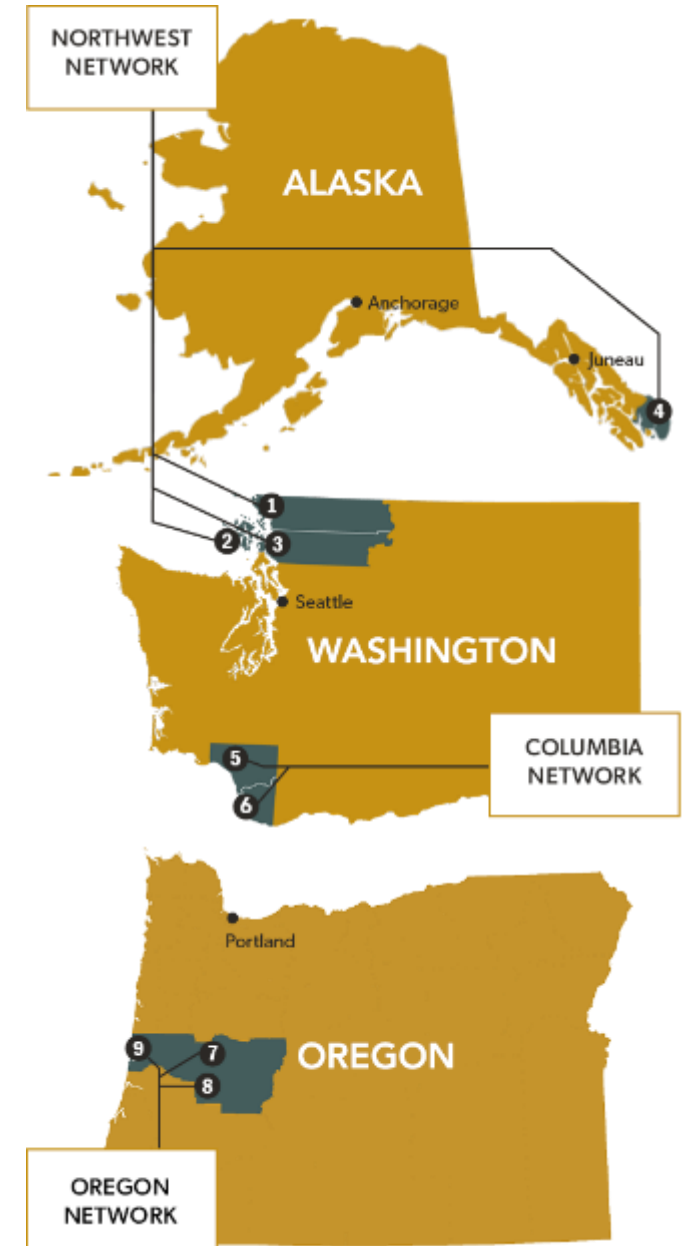 NORTHWEST
NETWORK
ALASKA
Anchorage
Juneau
4
1
2
3
Seattle
WASHINGTON
5
COLUMBIA
NETWORK
6
Portland
9
7
OREGON
8
OREGON
NETWORK